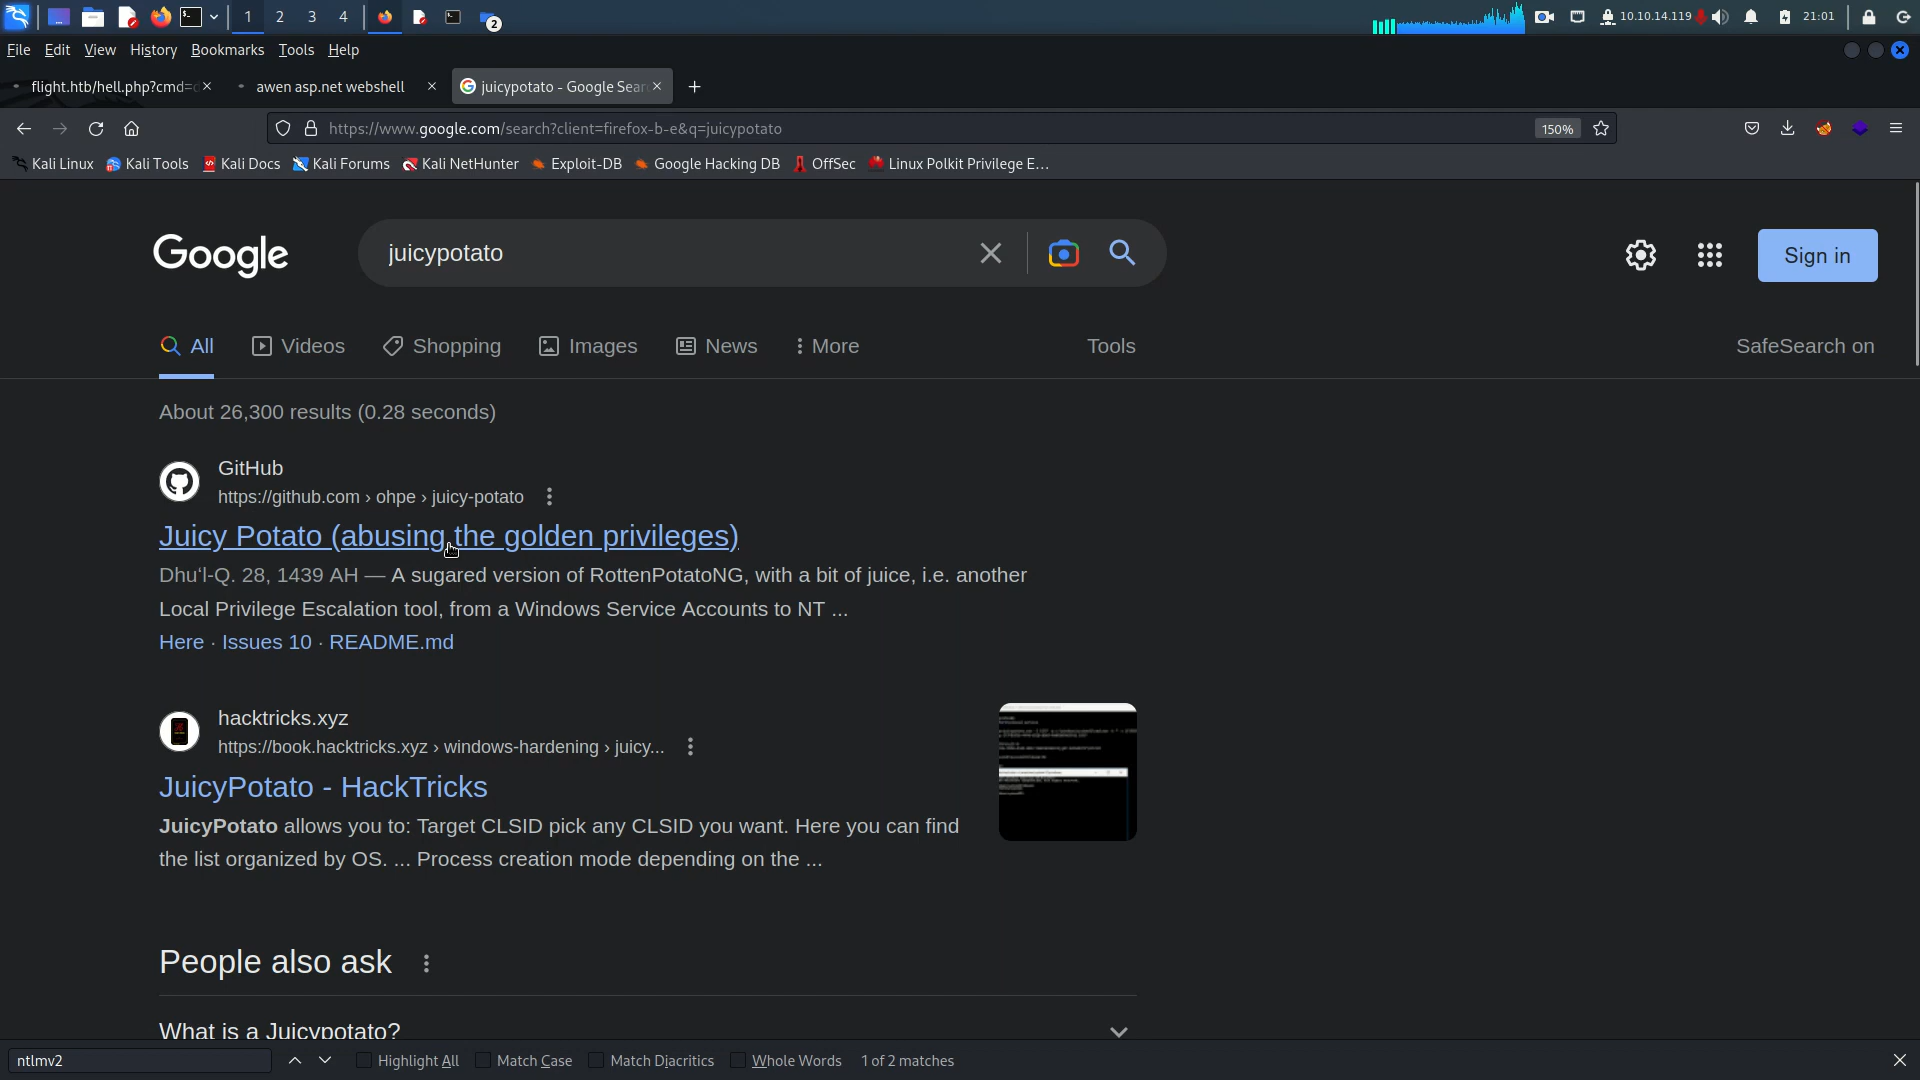 1 2 3 4 2 10.10.14.119 21:01
File Edit View History Bookmarks Tools Help
flight.htb/hell.php?cmd= awen asp.net webshell juicypotato - Google Sear
https://www.google.com/search?client=firefox-b-e&q=juicypotato 150%
Kali Linux Kali Tools Kali Docs Kali Forums Kali NetHunter Exploit-DB Google Hacking DB OffSec Linux Polkit Privilege E…
Google juicypotato Sign in
All Videos Shopping Images News More Tools SafeSearch on
About 26,300 results (0.28 seconds)
GitHub
https://github.com › ohpe › juicy-potato
Juicy Potato (abusing the golden privileges)
Dhuʻl-Q. 28, 1439 AH — A sugared version of RottenPotatoNG, with a bit of juice, i.e. another
Local Privilege Escalation tool, from a Windows Service Accounts to NT ...
Here · Issues 10 · README.md
hacktricks.xyz
https://book.hacktricks.xyz › windows-hardening › juicy...
JuicyPotato - HackTricks
JuicyPotato allows you to: Target CLSID pick any CLSID you want. Here you can find
the list organized by OS. ... Process creation mode depending on the ...
People also ask
What is a Juicypotato?
ntlmv2 Highlight All Match Case Match Diacritics Whole Words 1 of 2 matches